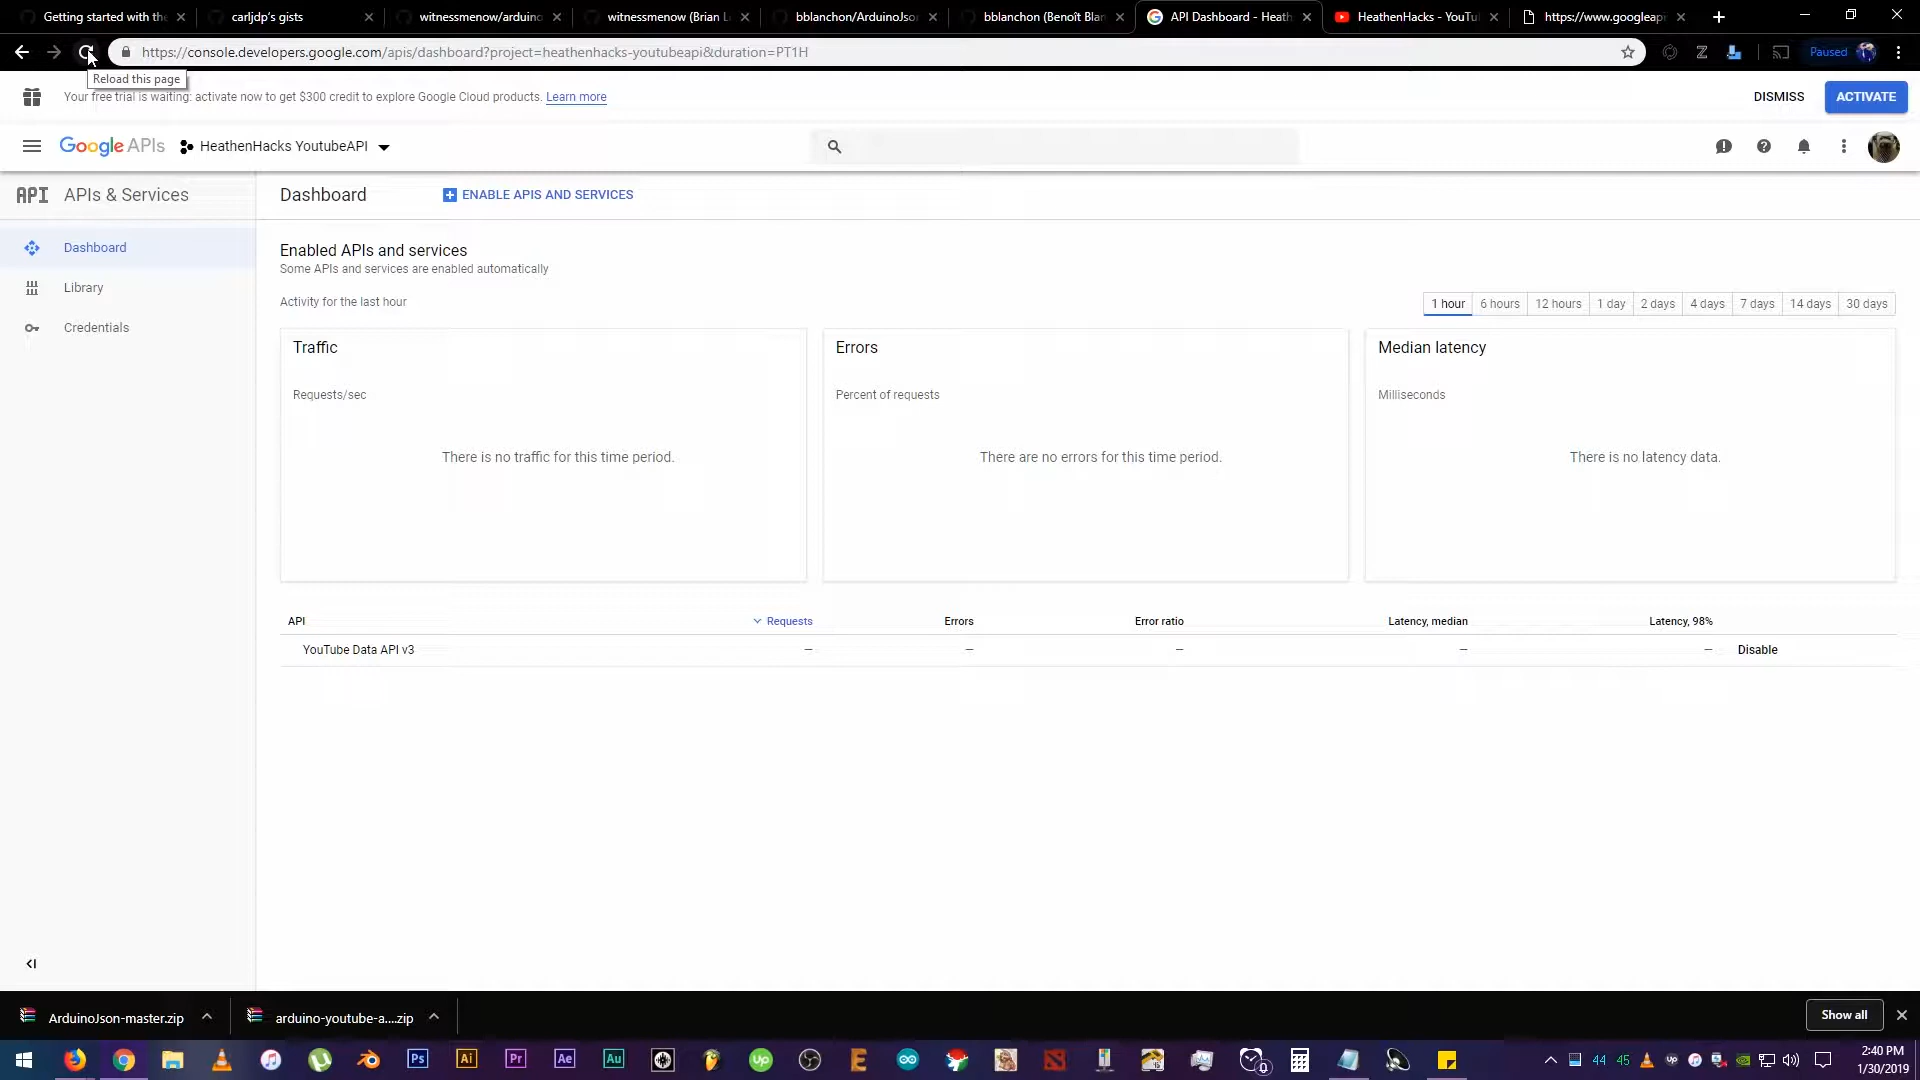 Getting started with the
carljdp's gists
witnessmenow/arduino
witnessmenow (Brian L
bblanchon/ArduinoJso
bblanchon (Benoît Blan
API Dashboard - Heath
HeathenHacks - YouTu
https://www.googleap
https://console.developers.google.com/apis/dashboard?project=heathenhacks-youtubeapi&duration=PT1H
Paused
Reload this page
Your free trial is waiting: activate now to get $300 credit to explore Google Cloud products. Learn more
DISMISS
ACTIVATE
Google APIs
HeathenHacks YoutubeAPI
API APIs & Services
Dashboard
ENABLE APIS AND SERVICES
Dashboard
Library
Credentials
Enabled APIs and services
Some APIs and services are enabled automatically
Activity for the last hour
1 hour 6 hours 12 hours 1 day 2 days 4 days 7 days 14 days 30 days
Traffic
Requests/sec
There is no traffic for this time period.
Errors
Percent of requests
There are no errors for this time period.
Median latency
Milliseconds
There is no latency data.
API Requests Errors Error ratio Latency, median Latency, 98%
YouTube Data API v3 – – – – – Disable
ArduinoJson-master.zip
arduino-youtube-a....zip
Show all
Ps Ai Pr Ae Au
Up
44 45
2:40 PM
1/30/2019